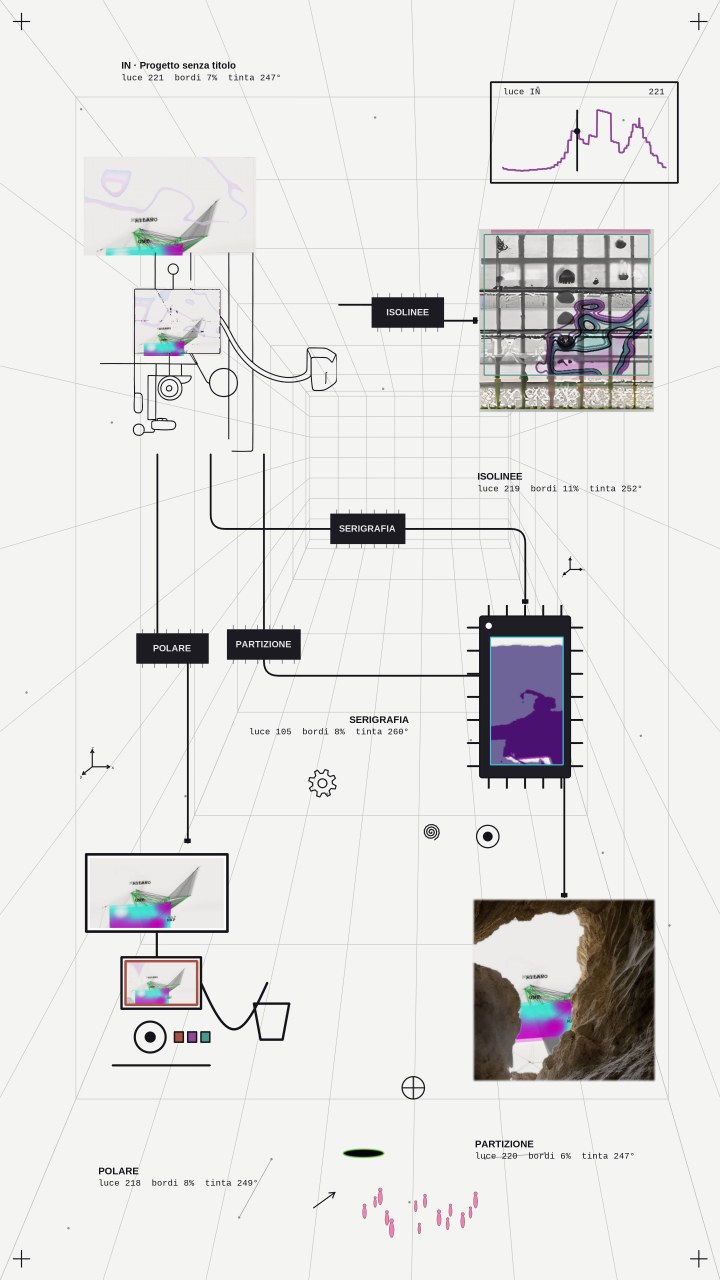 IN · Progetto senza titolo
luce 221 bordi 7% tinta 247°
luce IN 221
ISOLINEE
ISOLINEE
luce 219 bordi 11% tinta 252°
SERIGRAFIA
POLARE
PARTIZIONE
SERIGRAFIA
luce 105 bordi 8% tinta 260°
PARTIZIONE
luce 220 bordi 6% tinta 247°
POLARE
luce 218 bordi 8% tinta 249°